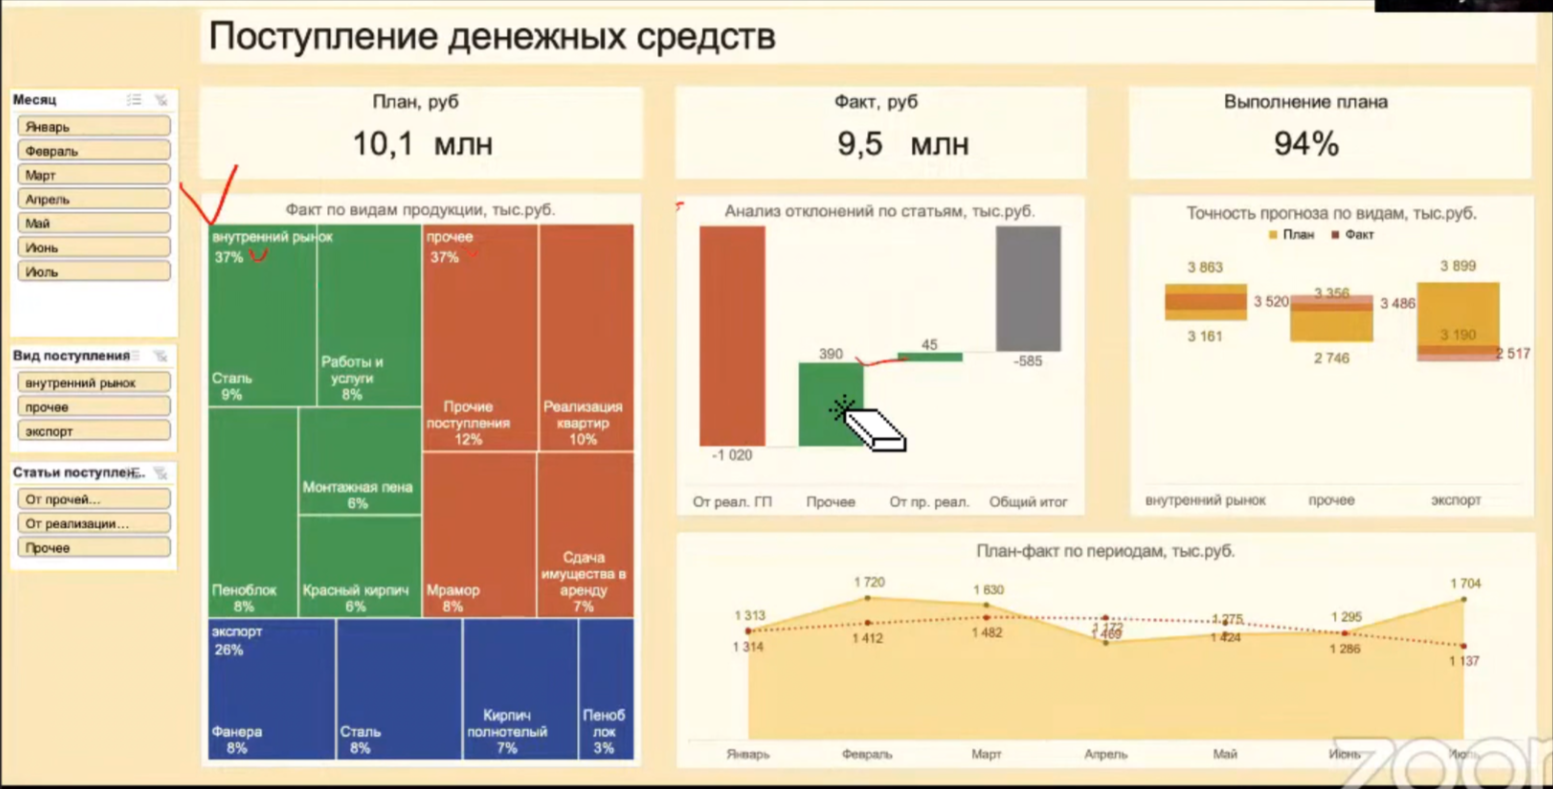 Поступление денежных средств
Месяц
Январь
Февраль
Март
Апрель
Май
Июнь
Июль
Вид поступления
внутренний рынок
прочее
экспорт
Статьи поступлен..
От прочей...
От реализации...
Прочее
План, руб
10,1 млн
Факт, руб
9,5 млн
Выполнение плана
94%
Факт по видам продукции, тыс.руб.
внутренний рынок
37%
Сталь
9%
Работы и
услуги
8%
Пеноблок
8%
Монтажная пена
6%
Красный кирпич
6%
прочее
37%
Прочие
поступления
12%
Реализация
квартир
10%
Мрамор
8%
Сдача
имущества в
аренду
7%
экспорт
26%
Фанера
8%
Сталь
8%
Кирпич
полнотелый
7%
Пеноб
лок
3%
Анализ отклонений по статьям, тыс.руб.
-1 020
390
45
-585
От реал. ГП
Прочее
От пр. реал.
Общий итог
Точность прогноза по видам, тыс.руб.
План
Факт
3 863
3 520
3 161
3 356
3 486
2 746
3 899
3 190
2 517
внутренний рынок
прочее
экспорт
План-факт по периодам, тыс.руб.
1 313
1 720
1 630
1 172
1 275
1 295
1 704
1 314
1 412
1 482
1 469
1 424
1 286
1 137
Январь
Февраль
Март
Апрель
Май
Июнь
Июль
zoom